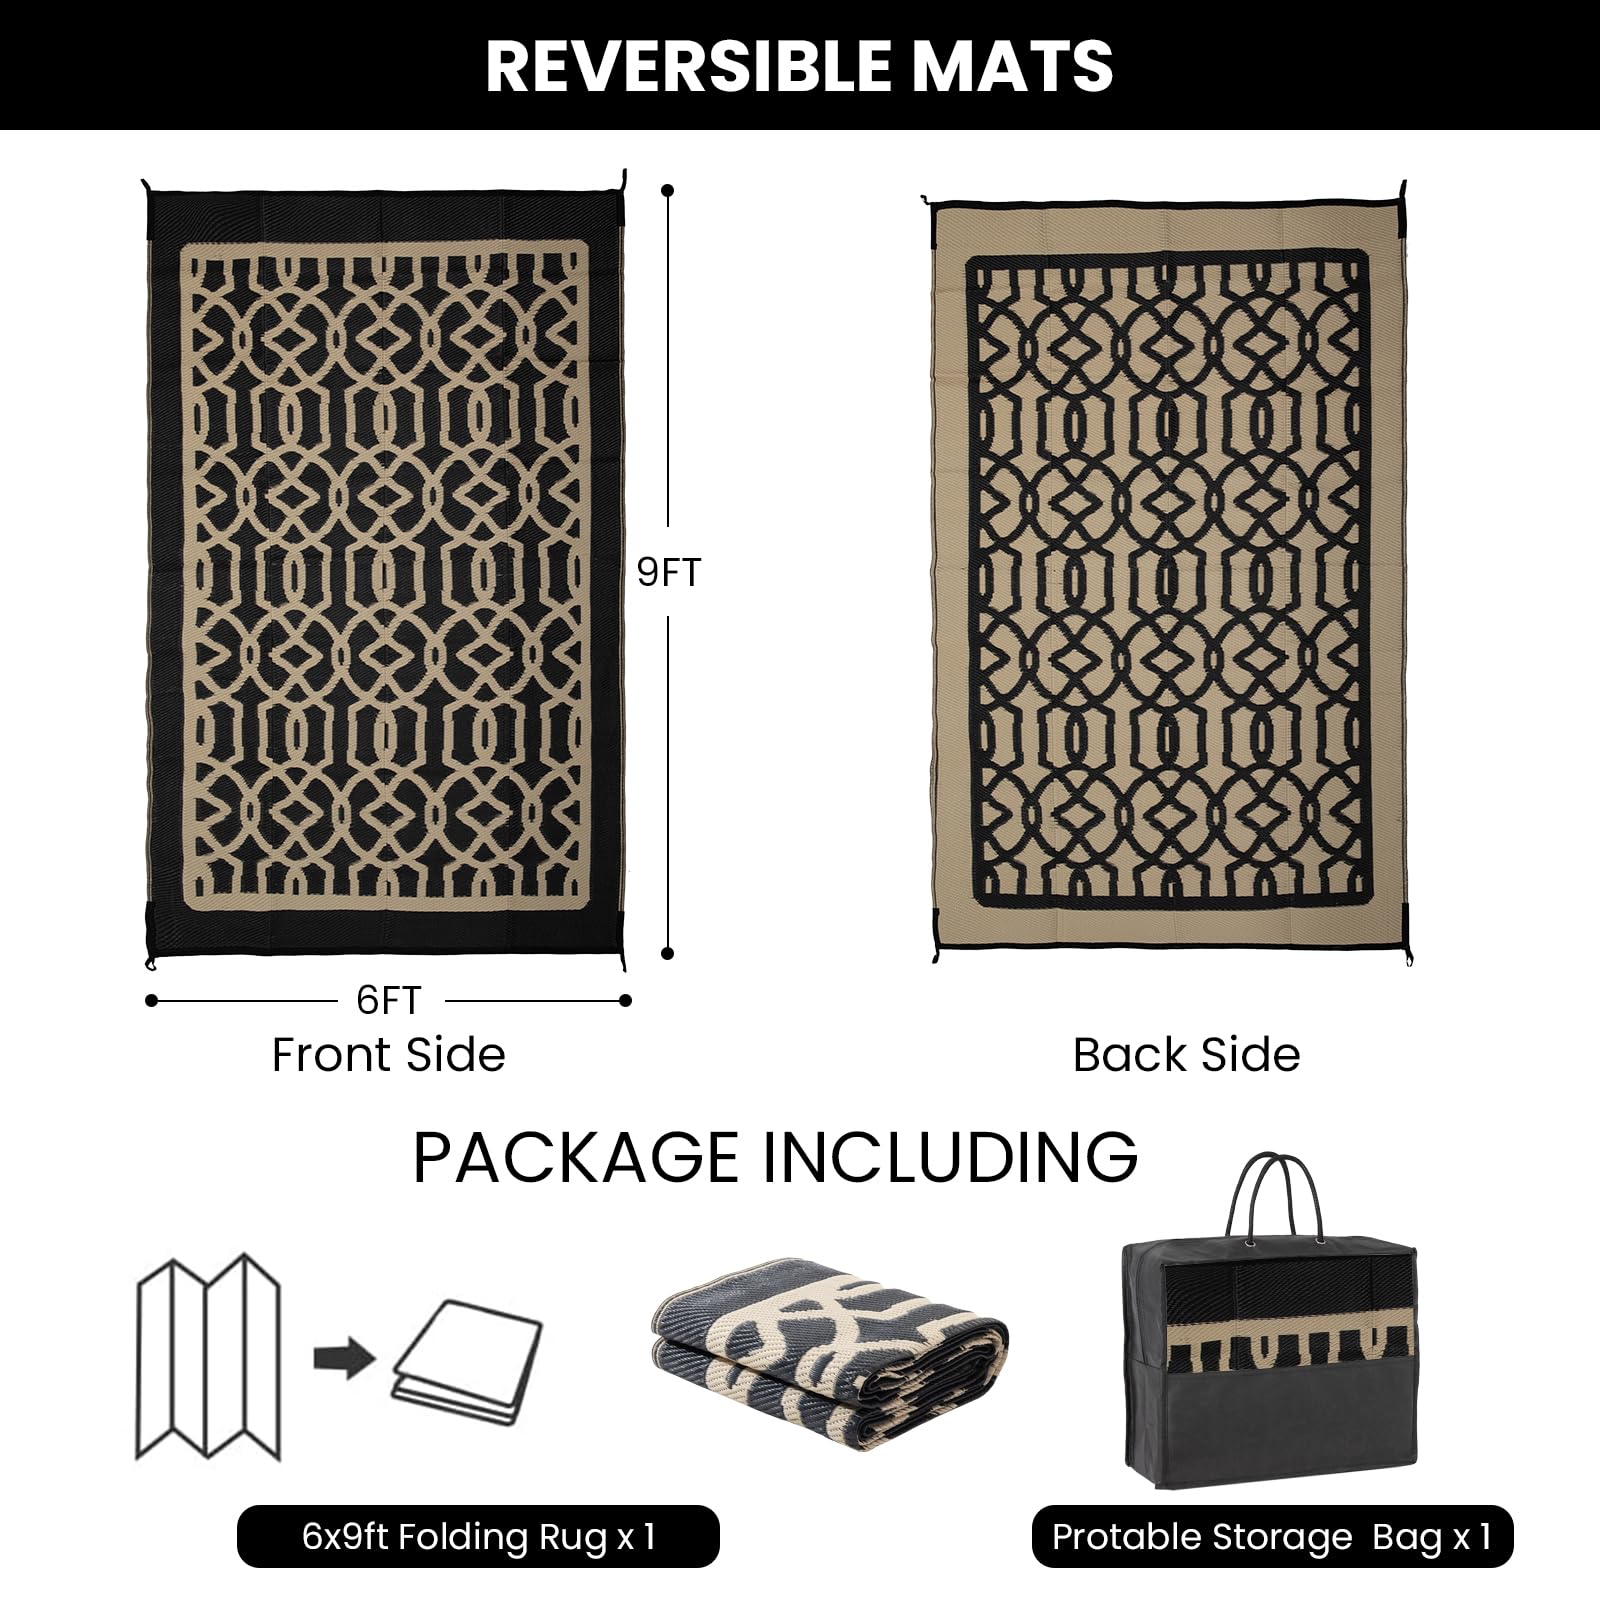 REVERSIBLE MATS
9FT
6FT
Front Side
Back Side
PACKAGE INCLUDING
6x9ft Folding Rug x 1
Protable Storage Bag x 1